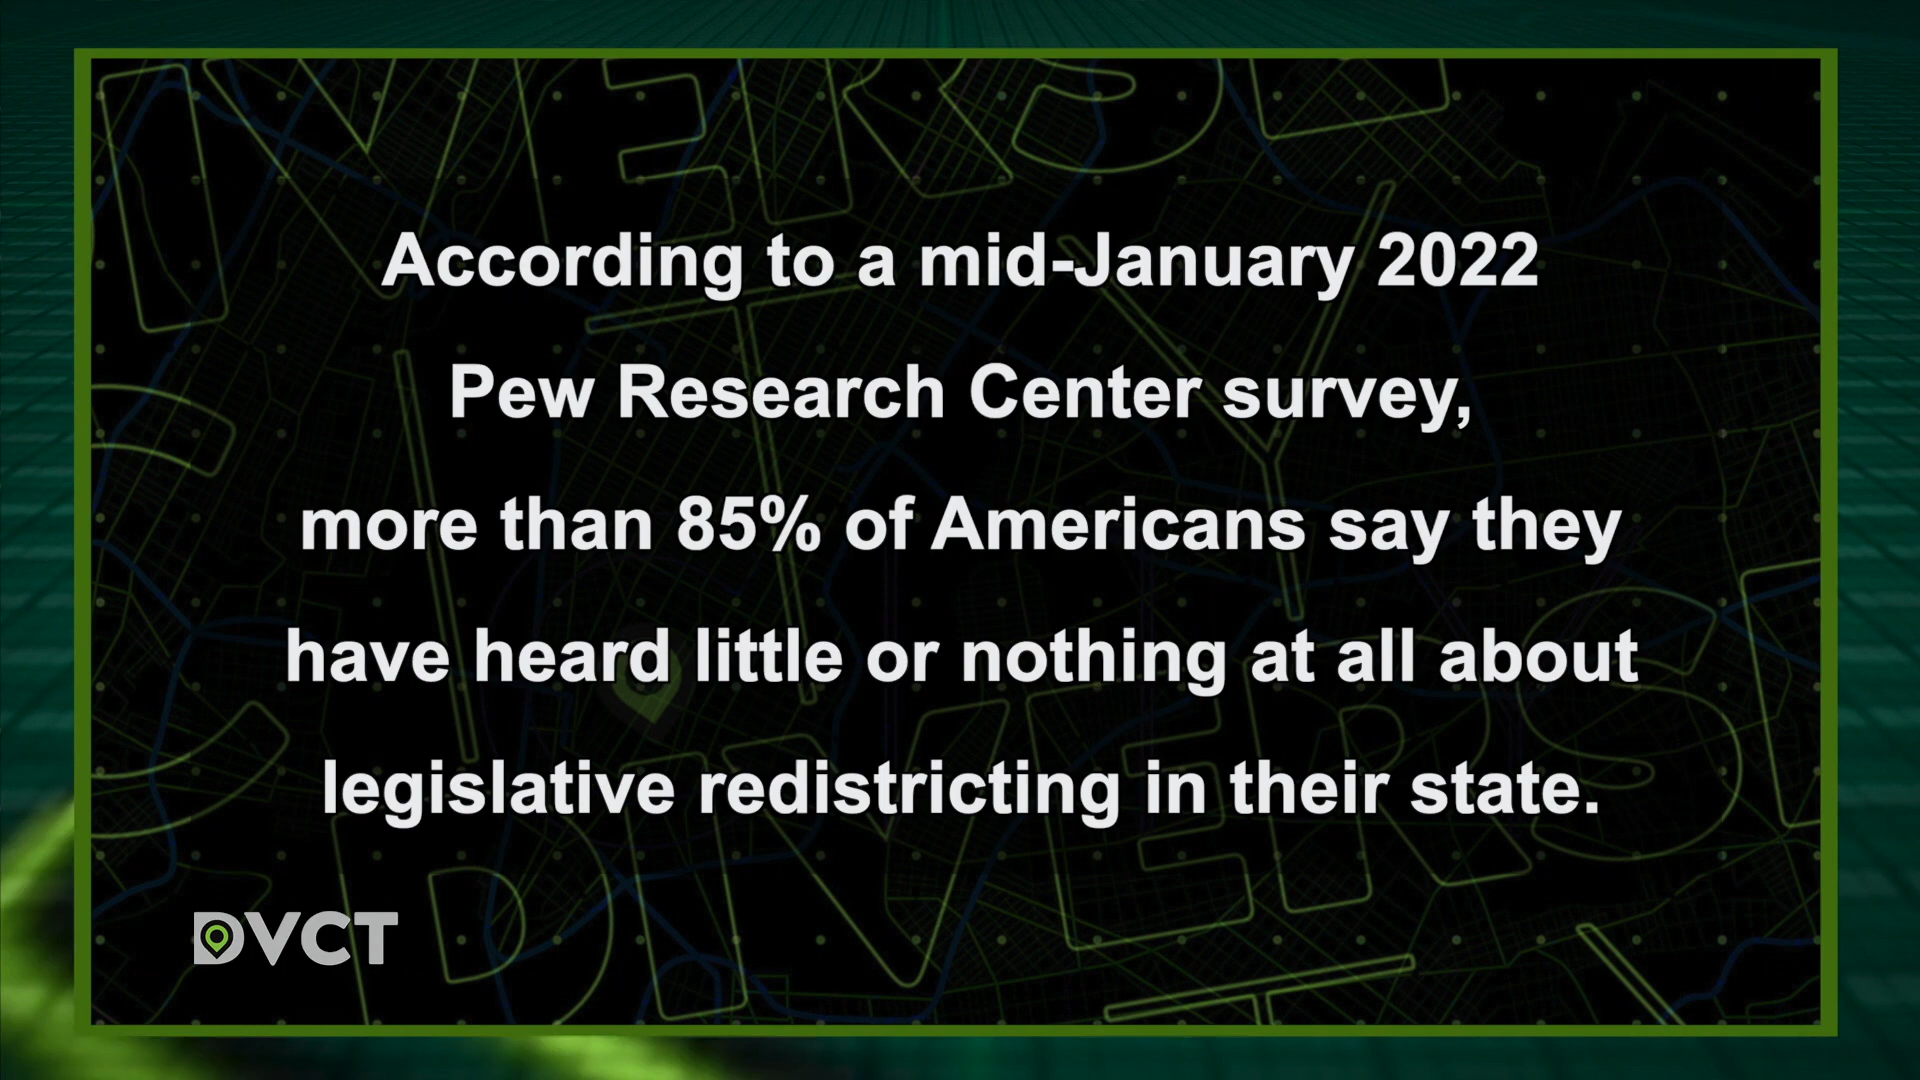 According to a mid-January 2022
Pew Research Center survey,
more than 85% of Americans say they
have heard little or nothing at all about
legislative redistricting in their state.
DVCT